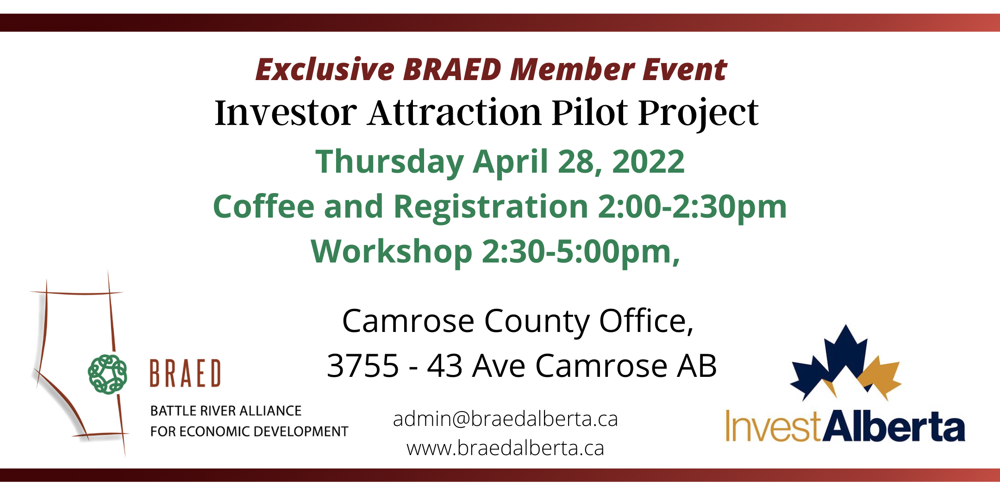 Exclusive BRAED Member Event
Investor Attraction Pilot Project
Thursday April 28, 2022
Coffee and Registration 2:00-2:30pm
Workshop 2:30-5:00pm,
Camrose County Office,
3755 - 43 Ave Camrose AB
BRAED
BATTLE RIVER ALLIANCE
FOR ECONOMIC DEVELOPMENT
admin@braedalberta.ca
www.braedalberta.ca
InvestAlberta